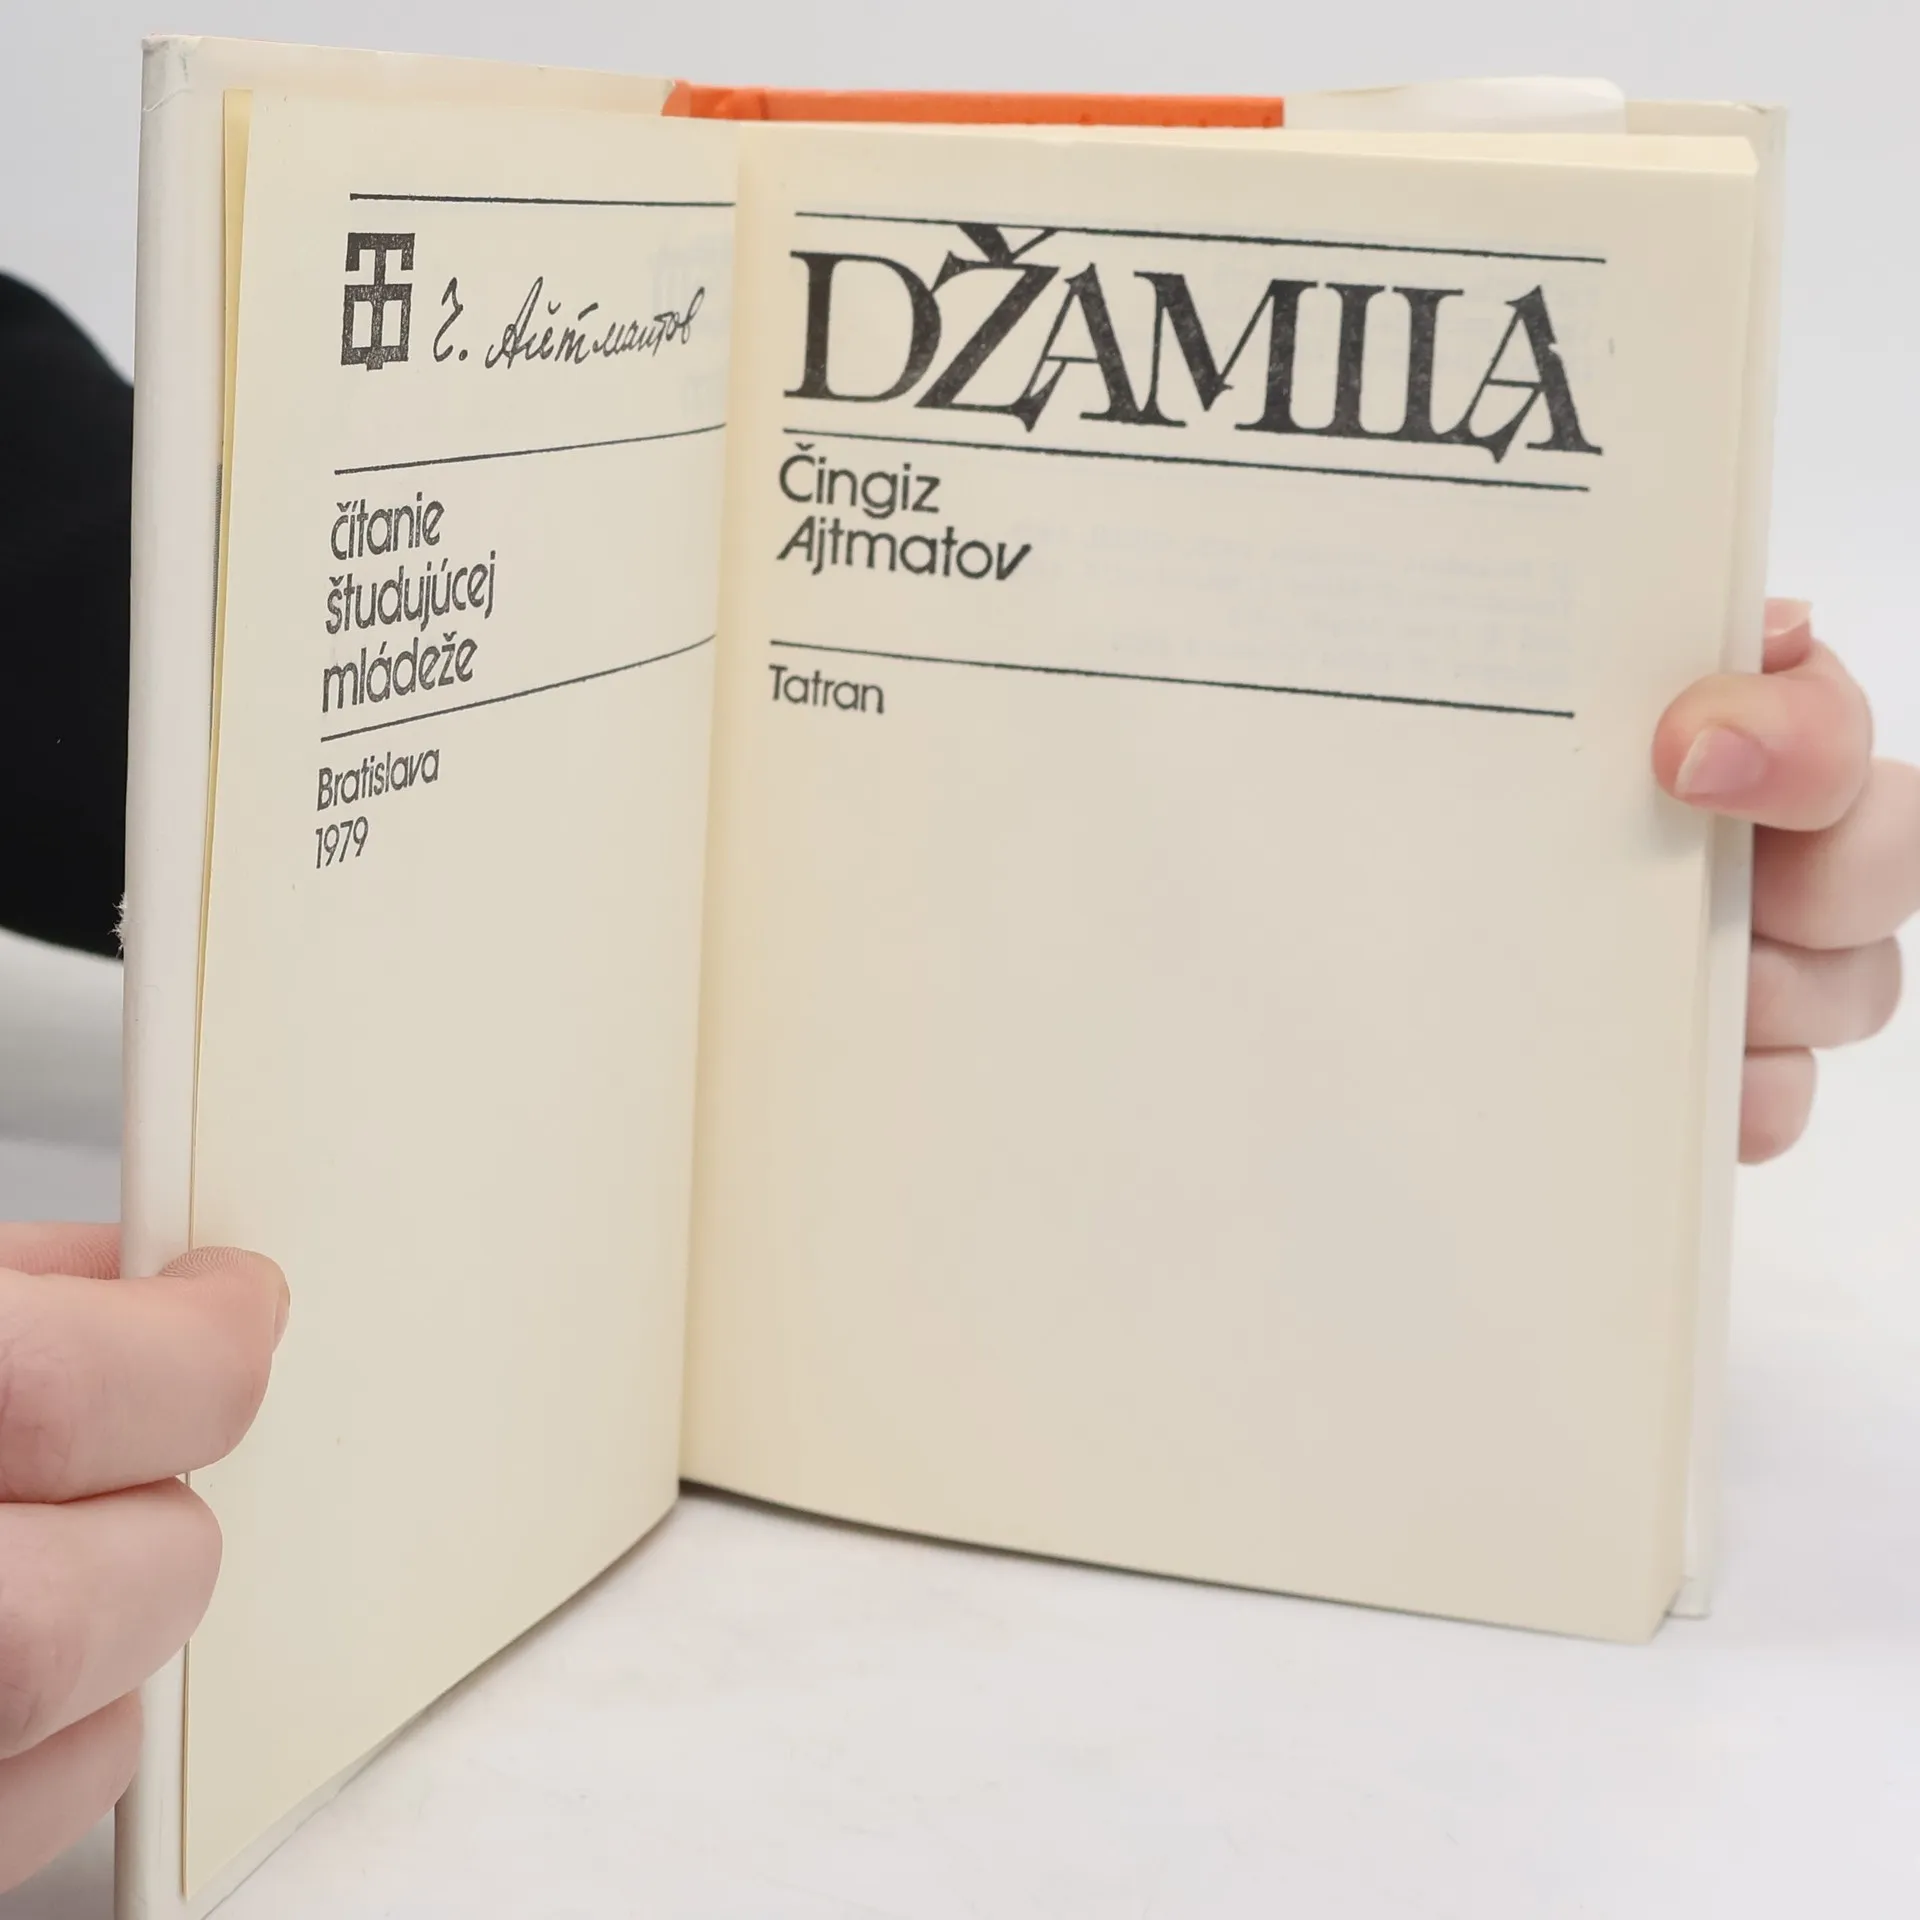 Ч. Айтматов
čítanie
študujúcej
mládeže
Bratislava
1979
DŽAMILA
Čingiz
Ajtmatov
Tatran